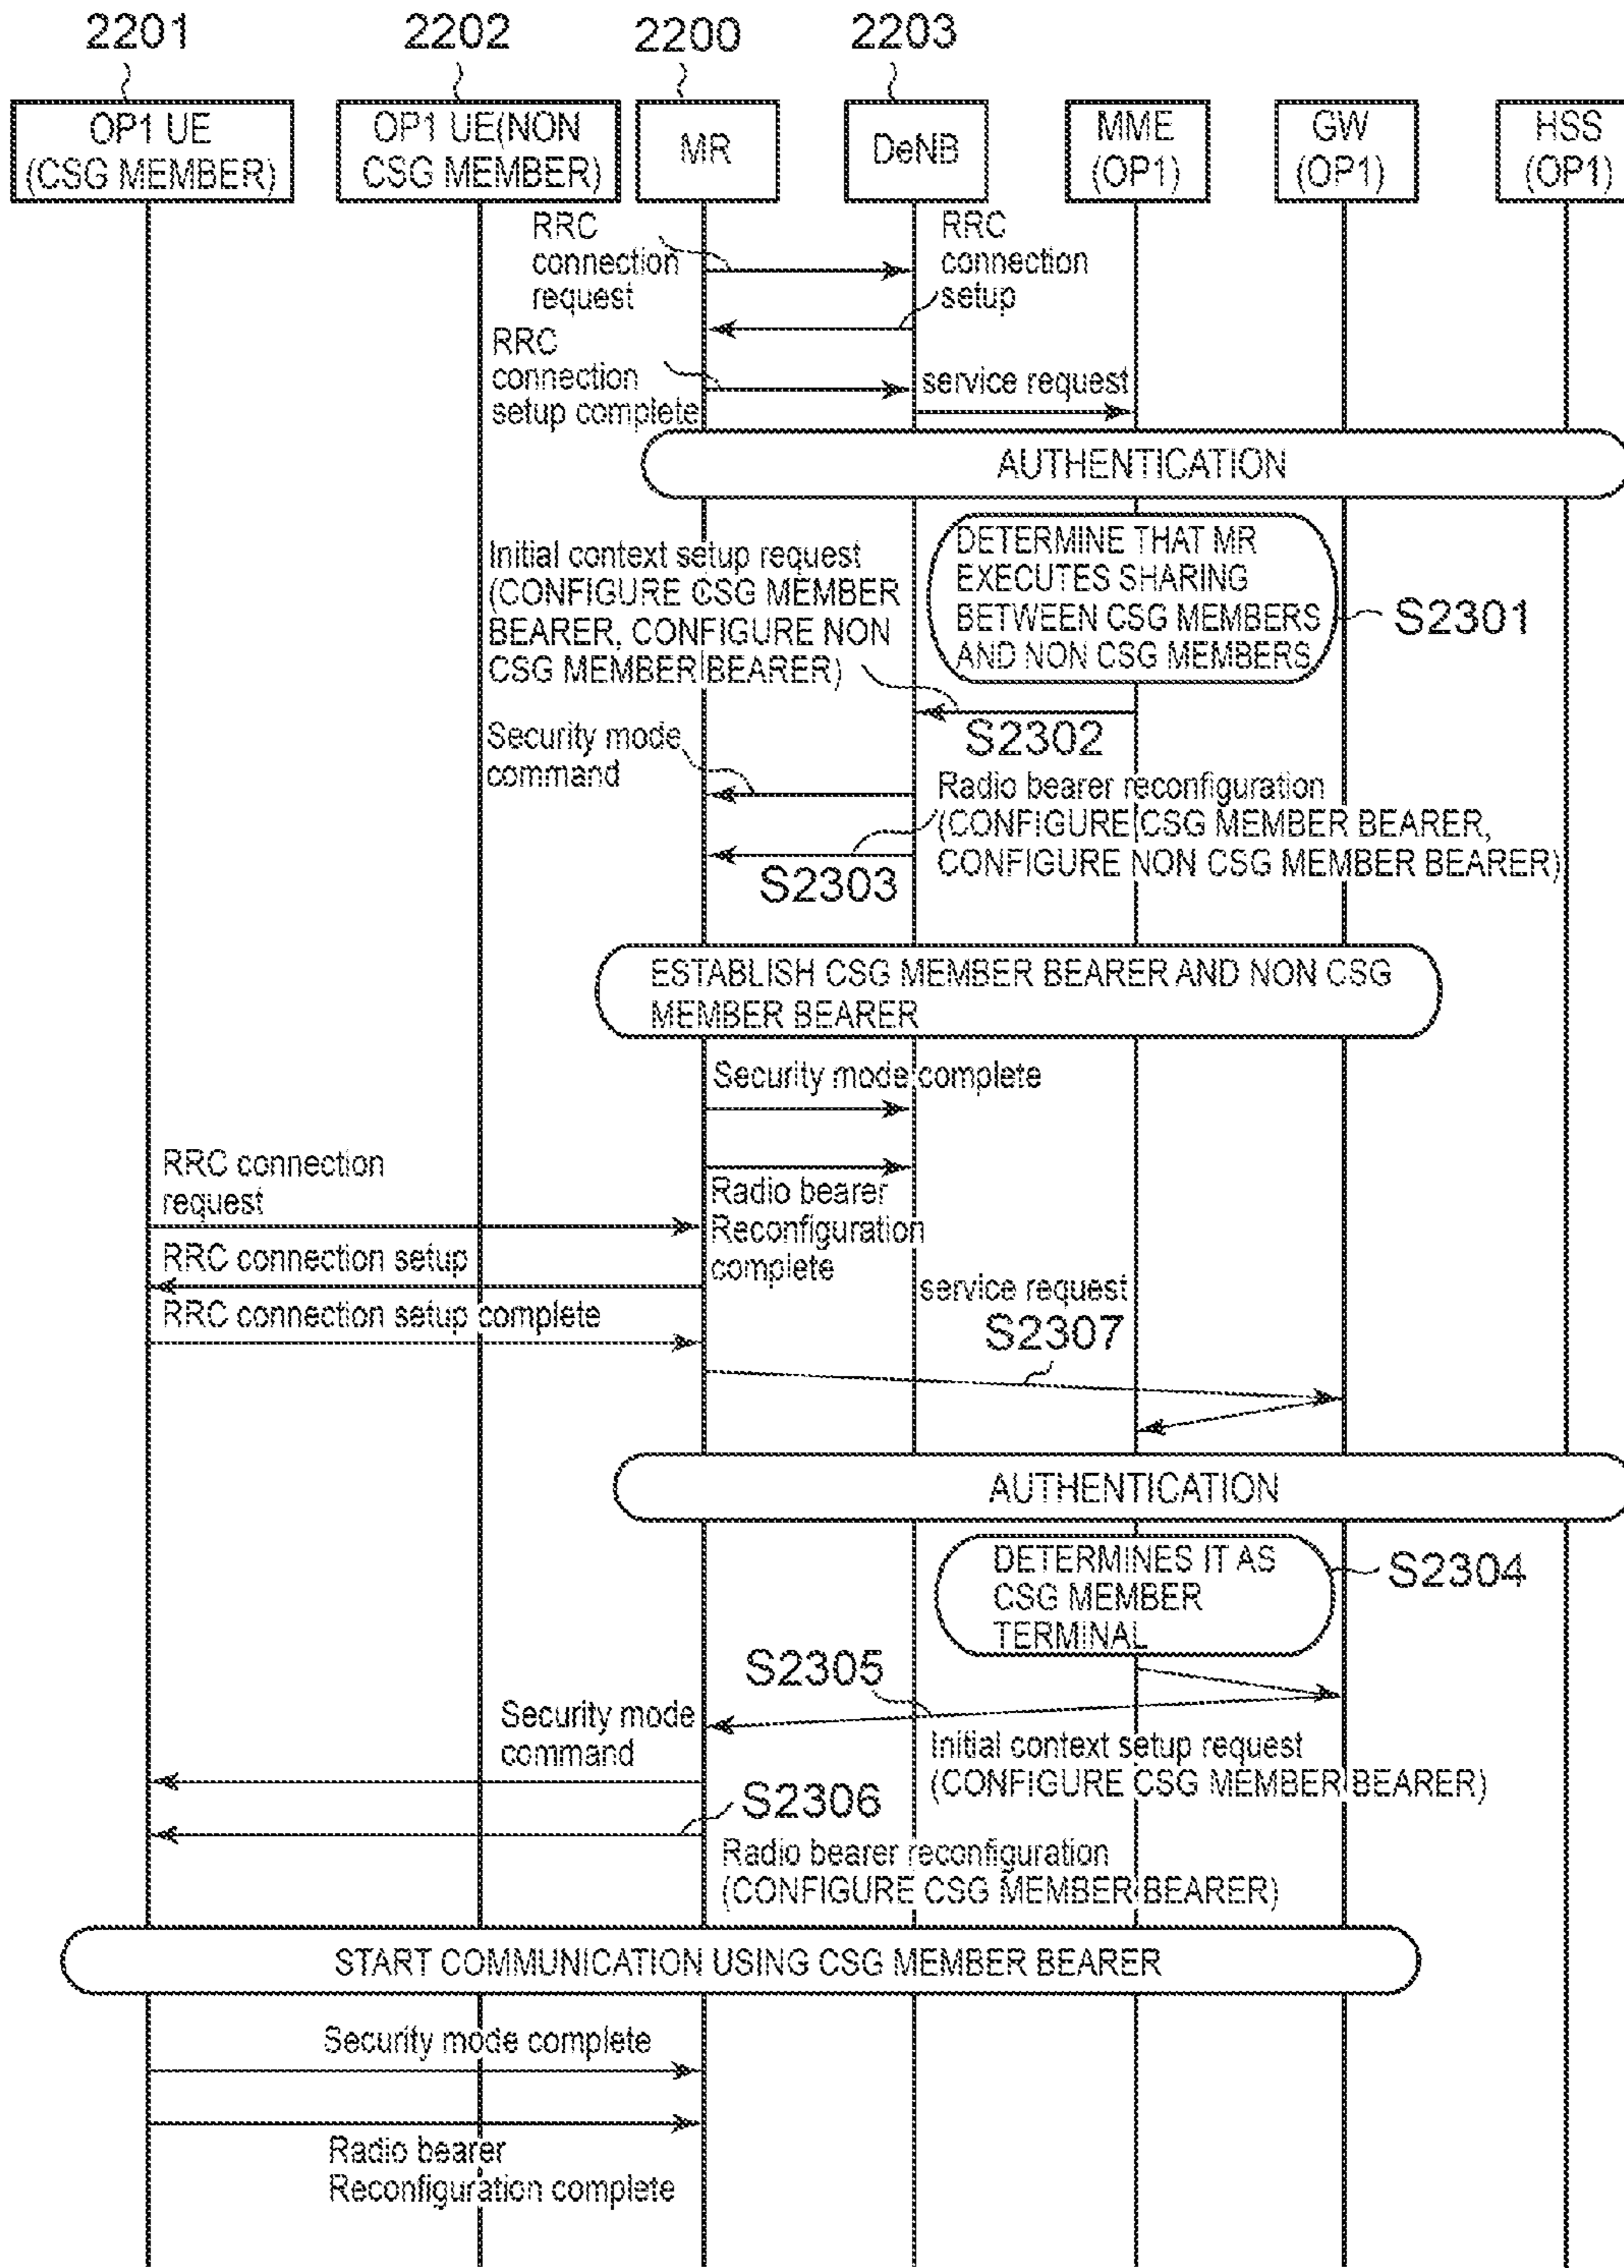 2201
2202
2200
2203
OP1 UE
(CSG MEMBER)
OP1 UE(NON
CSG MEMBER)
MR
DeNB
MME
(OP1)
GW
(OP1)
HSS
(OP1)
RRC
connection
request
RRC
connection
setup
RRC
connection
setup complete
service request
AUTHENTICATION
DETERMINE THAT MR
EXECUTES SHARING
BETWEEN CSG MEMBERS
AND NON CSG MEMBERS
S2301
Initial context setup request
(CONFIGURE CSG MEMBER
BEARER, CONFIGURE NON
CSG MEMBER BEARER)
S2302
Security mode
command
Radio bearer reconfiguration
(CONFIGURE CSG MEMBER BEARER,
CONFIGURE NON CSG MEMBER BEARER)
S2303
ESTABLISH CSG MEMBER BEARER AND NON CSG
MEMBER BEARER
Security mode complete
RRC connection
request
Radio bearer
Reconfiguration
complete
RRC connection setup
RRC connection setup complete
service request
S2307
AUTHENTICATION
DETERMINES IT AS
CSG MEMBER
TERMINAL
S2304
S2305
Security mode
command
Initial context setup request
(CONFIGURE CSG MEMBER BEARER)
S2306
Radio bearer reconfiguration
(CONFIGURE CSG MEMBER BEARER)
START COMMUNICATION USING CSG MEMBER BEARER
Security mode complete
Radio bearer
Reconfiguration complete